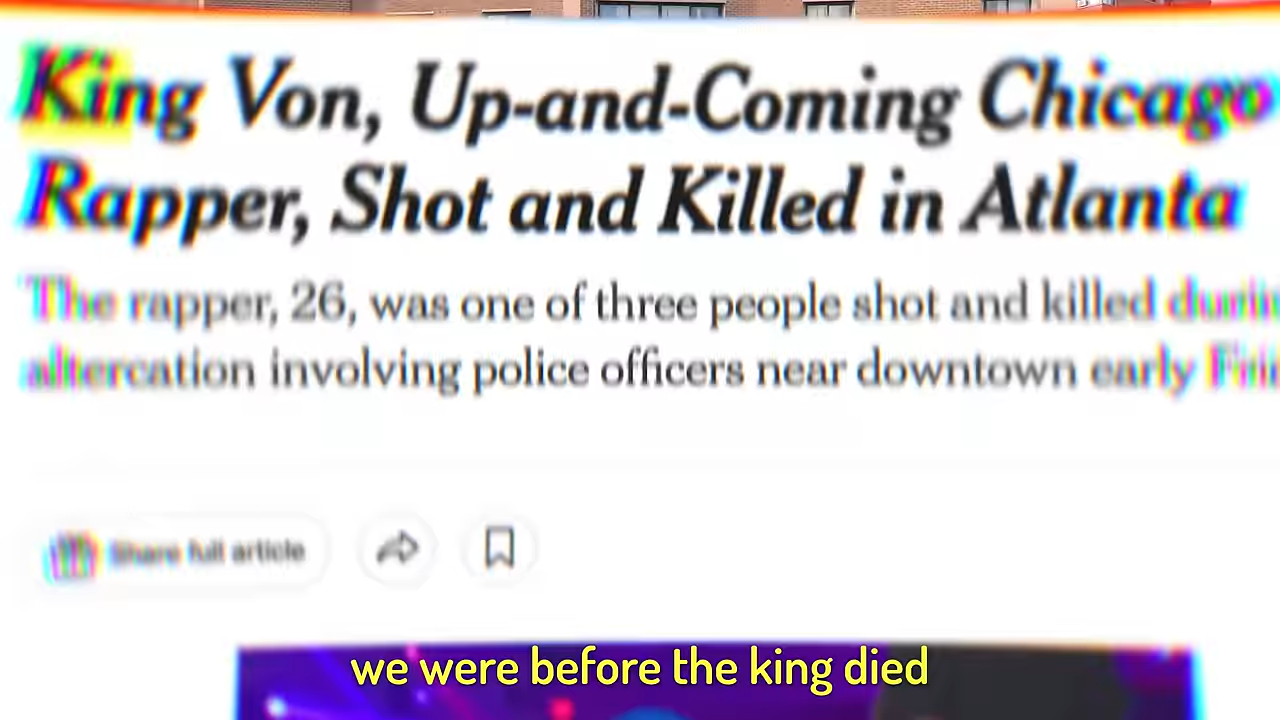 King Von, Up-and-Coming Chicago
Rapper, Shot and Killed in Atlanta
The rapper, 26, was one of three people shot and killed
altercation involving police officers near downtown early
Share full article
we were before the king died